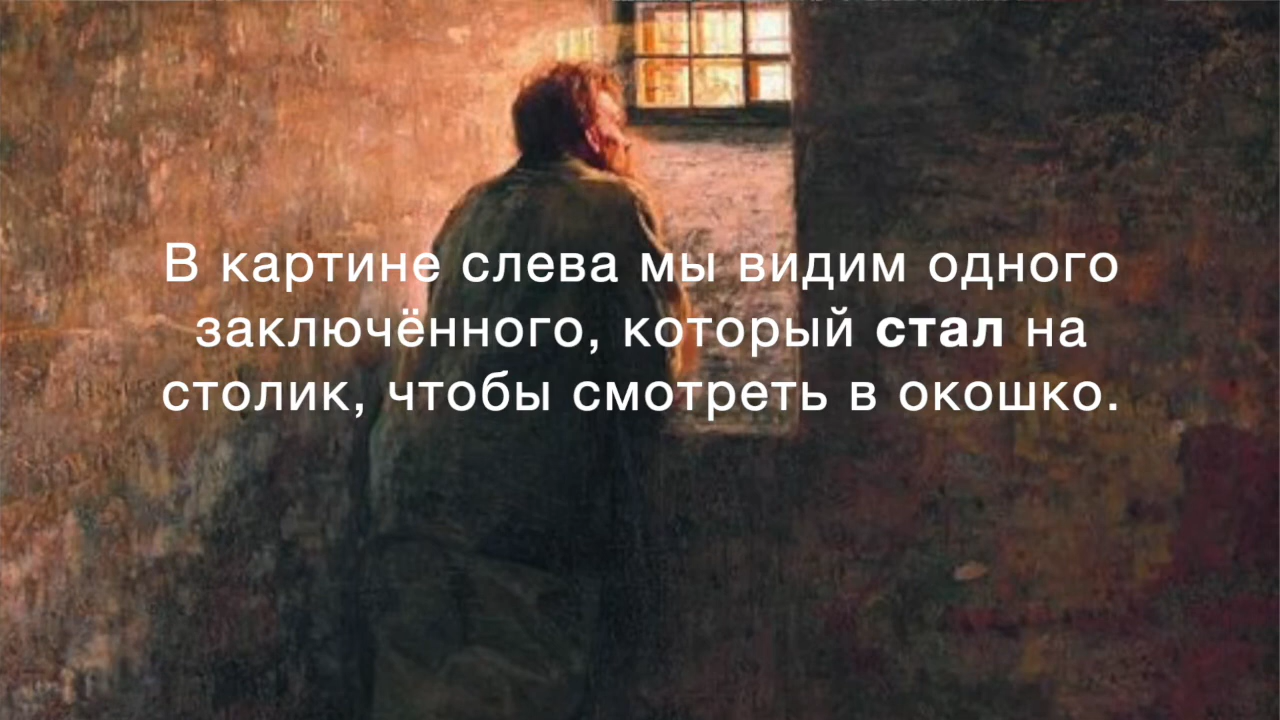 В картине слева мы видим одного
заключённого, который стал на
столик, чтобы смотреть в окошко.